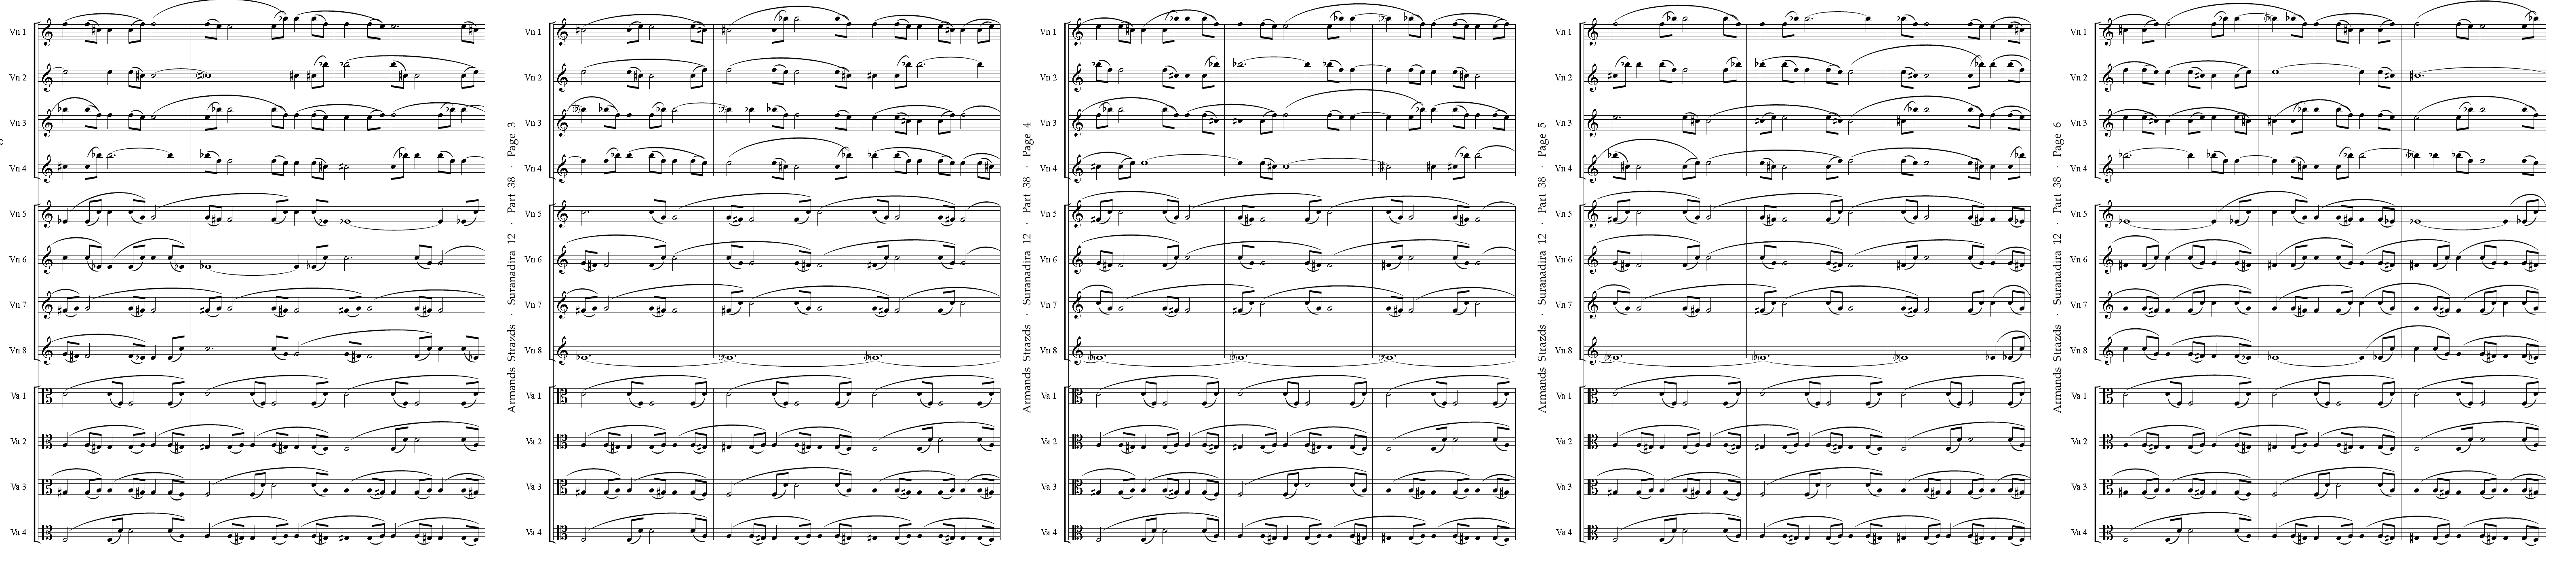 Vn 1
Vn 2
Vn 3
Vn 4
Vn 5
Vn 6
Vn 7
Vn 8
Va 1
Va 2
Va 3
Va 4
Armands Strazds · Suranadira 12 · Part 38 · Page 3
Vn 1
Vn 2
Vn 3
Vn 4
Vn 5
Vn 6
Vn 7
Vn 8
Va 1
Va 2
Va 3
Va 4
Armands Strazds · Suranadira 12 · Part 38 · Page 4
Vn 1
Vn 2
Vn 3
Vn 4
Vn 5
Vn 6
Vn 7
Vn 8
Va 1
Va 2
Va 3
Va 4
Armands Strazds · Suranadira 12 · Part 38 · Page 5
Vn 1
Vn 2
Vn 3
Vn 4
Vn 5
Vn 6
Vn 7
Vn 8
Va 1
Va 2
Va 3
Va 4
Armands Strazds · Suranadira 12 · Part 38 · Page 6
Vn 1
Vn 2
Vn 3
Vn 4
Vn 5
Vn 6
Vn 7
Vn 8
Va 1
Va 2
Va 3
Va 4